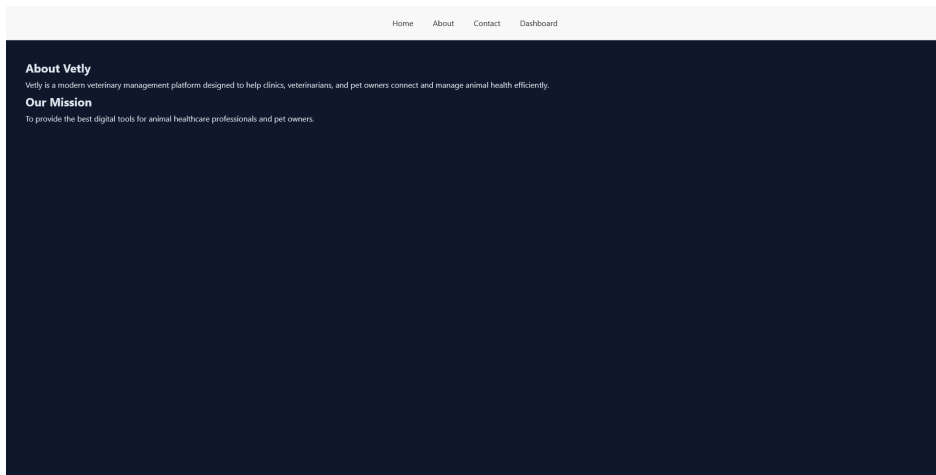 Home About Contact Dashboard
About Vetly
Vetly is a modern veterinary management platform designed to help clinics, veterinarians, and pet owners connect and manage animal health efficiently.
Our Mission
To provide the best digital tools for animal healthcare professionals and pet owners.